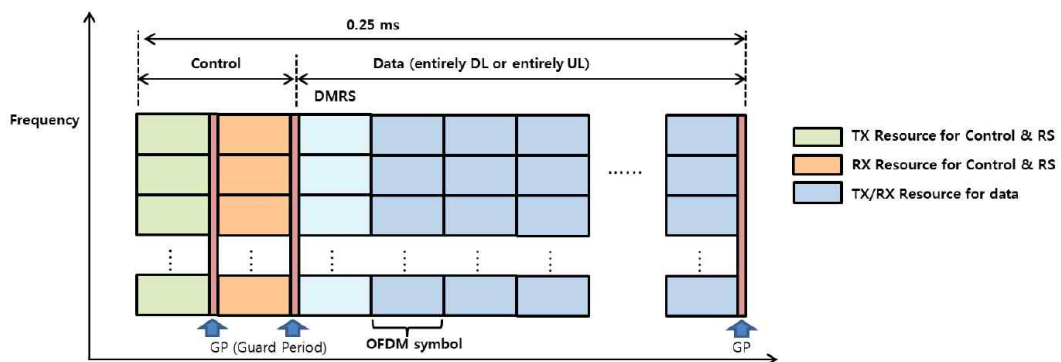 0.25 ms
Control
Data (entirely DL or entirely UL)
DMRS
Frequency
TX Resource for Control & RS
RX Resource for Control & RS
TX/RX Resource for data
GP (Guard Period)
OFDM symbol
GP